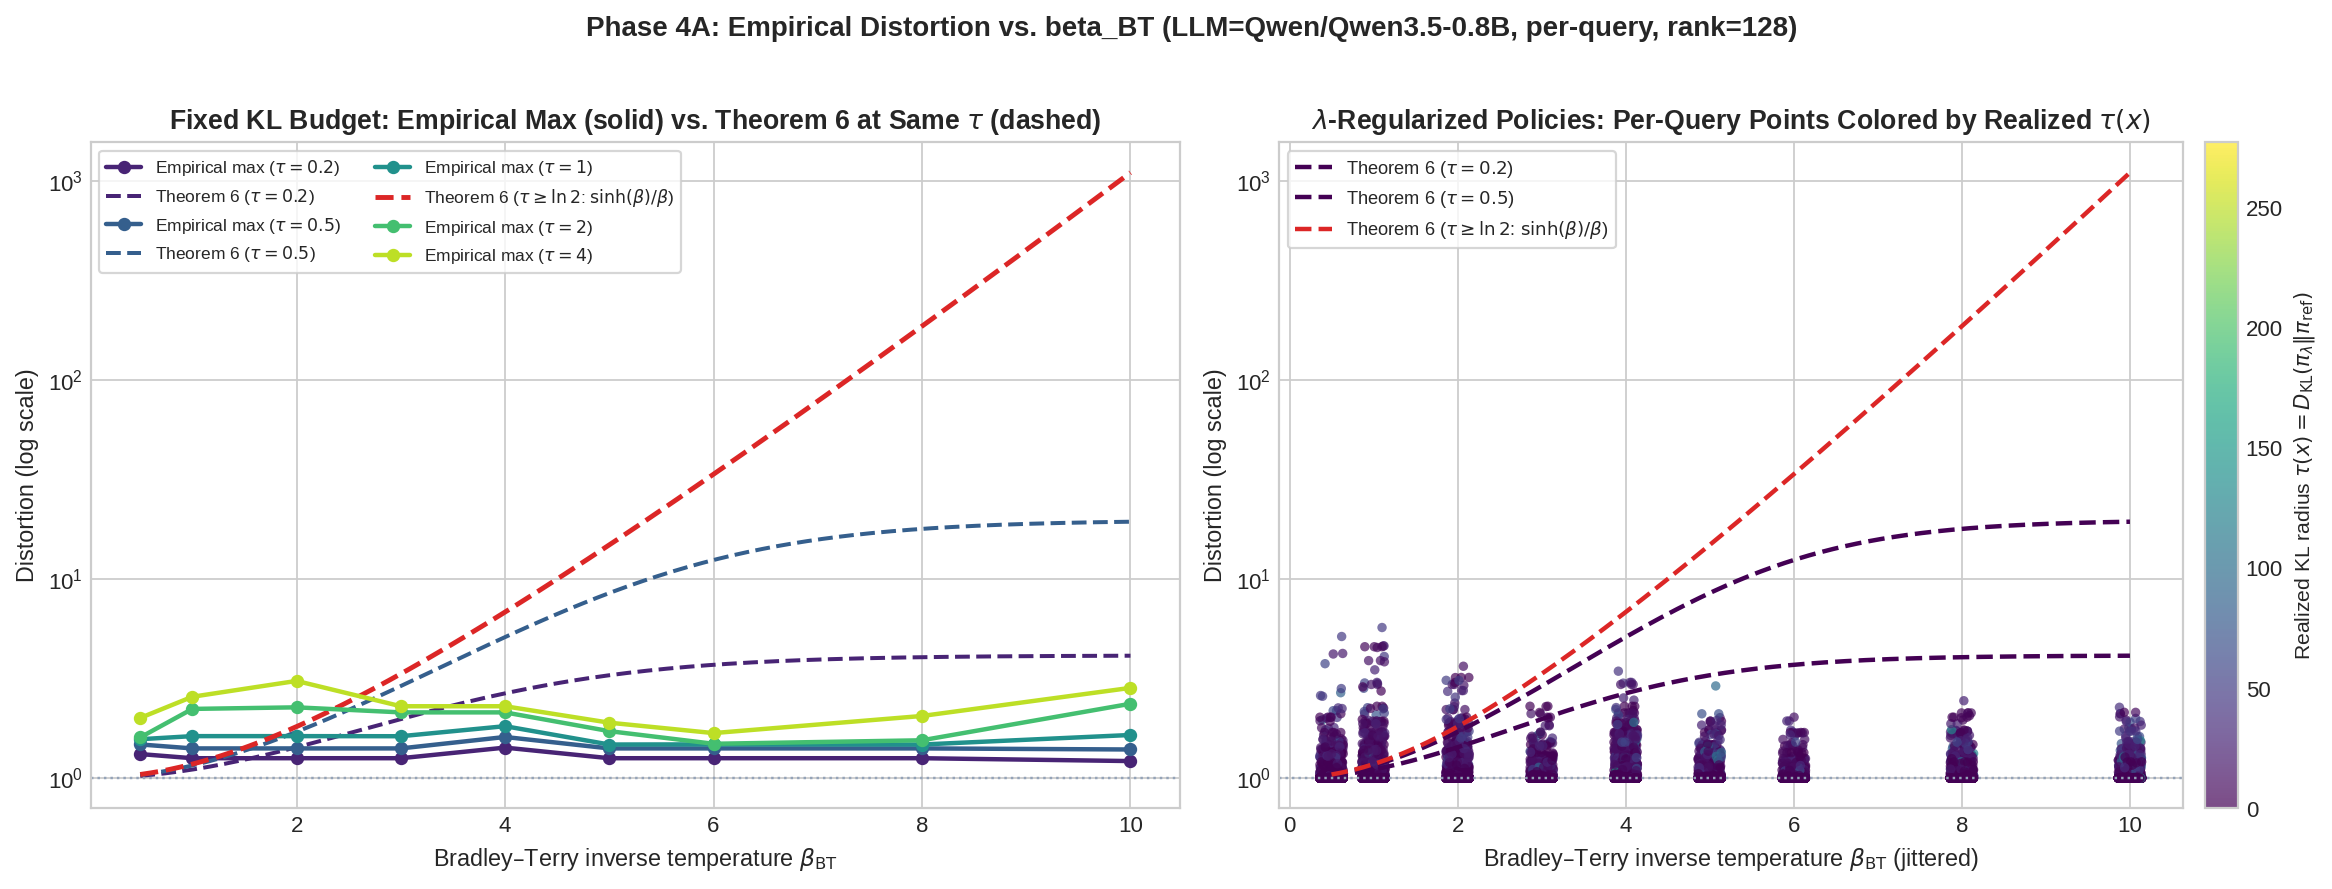 Phase 4A: Empirical Distortion vs. beta_BT (LLM=Qwen/Qwen3.5-0.8B, per-query, rank=128)
Fixed KL Budget: Empirical Max (solid) vs. Theorem 6 at Same τ (dashed)
Empirical max (τ = 0.2)
Theorem 6 (τ = 0.2)
Empirical max (τ = 0.5)
Theorem 6 (τ = 0.5)
Empirical max (τ = 1)
Theorem 6 (τ ≥ ln 2: sinh(β)/β)
Empirical max (τ = 2)
Empirical max (τ = 4)
Distortion (log scale)
10³
10²
10¹
10⁰
2
4
6
8
10
Bradley–Terry inverse temperature β_BT
λ-Regularized Policies: Per-Query Points Colored by Realized τ(x)
Theorem 6 (τ = 0.2)
Theorem 6 (τ = 0.5)
Theorem 6 (τ ≥ ln 2: sinh(β)/β)
Distortion (log scale)
10³
10²
10¹
10⁰
0
2
4
6
8
10
Bradley–Terry inverse temperature β_BT (jittered)
250
200
150
100
50
0
Realized KL radius τ(x) = D_KL(π_λ‖π_ref)